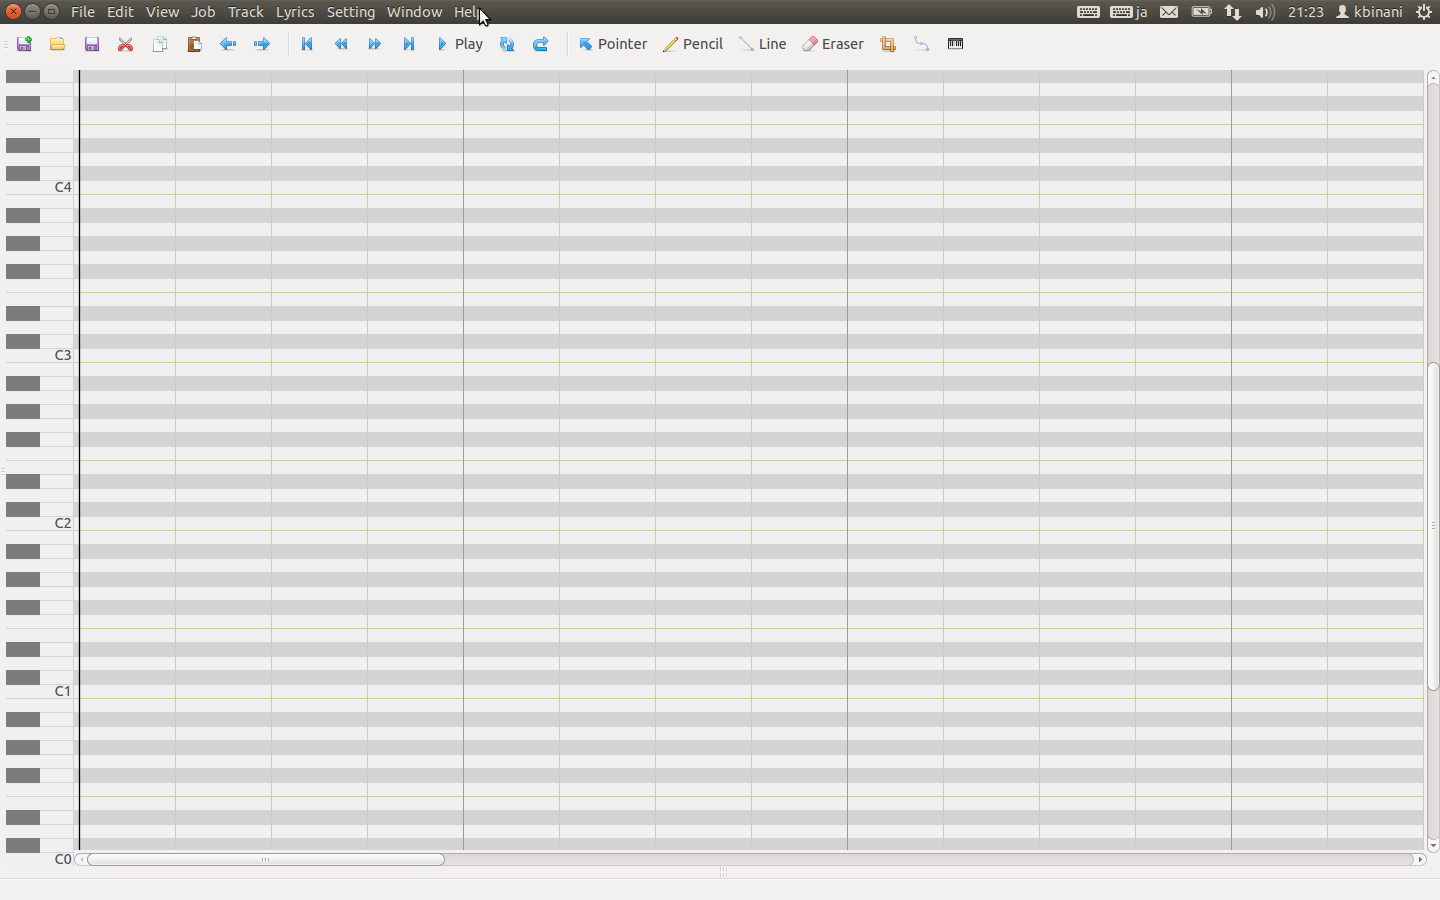 File Edit View Job Track Lyrics Setting Window Help ja 21:23 kbinani
Play Pointer Pencil Line Eraser
C4
C3
C2
C1
C0